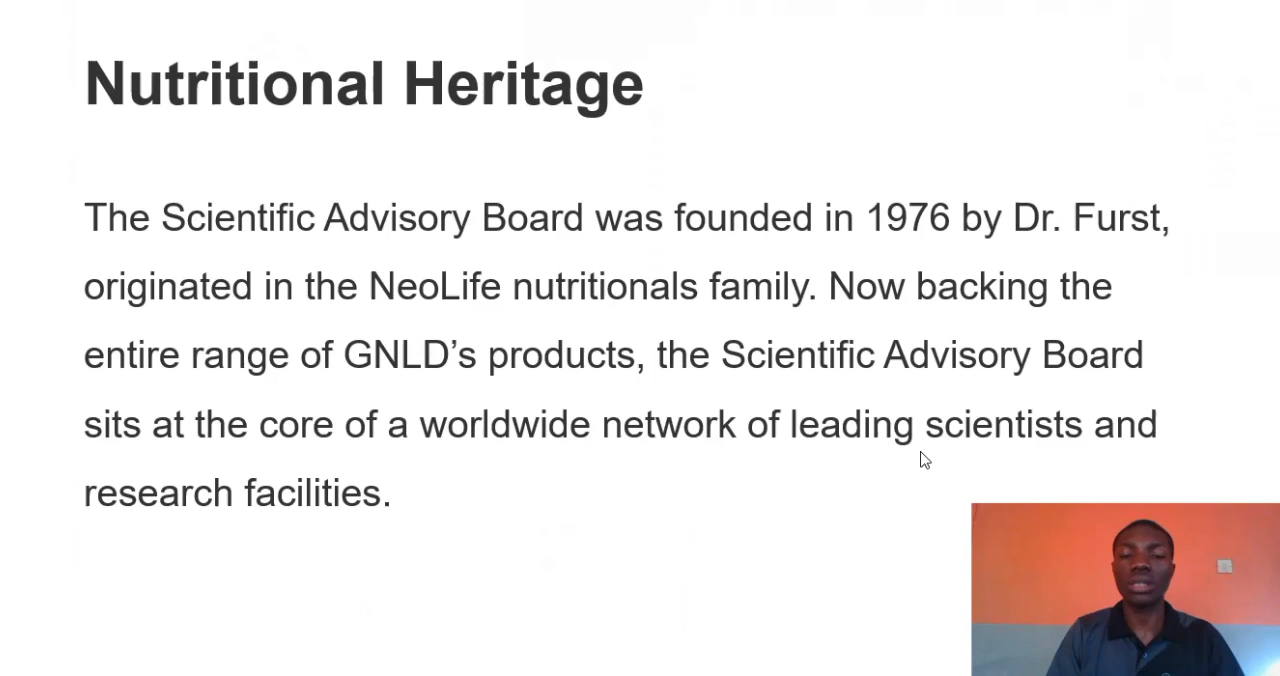 Nutritional Heritage
The Scientific Advisory Board was founded in 1976 by Dr. Furst,
originated in the NeoLife nutritionals family. Now backing the
entire range of GNLD’s products, the Scientific Advisory Board
sits at the core of a worldwide network of leading scientists and
research facilities.